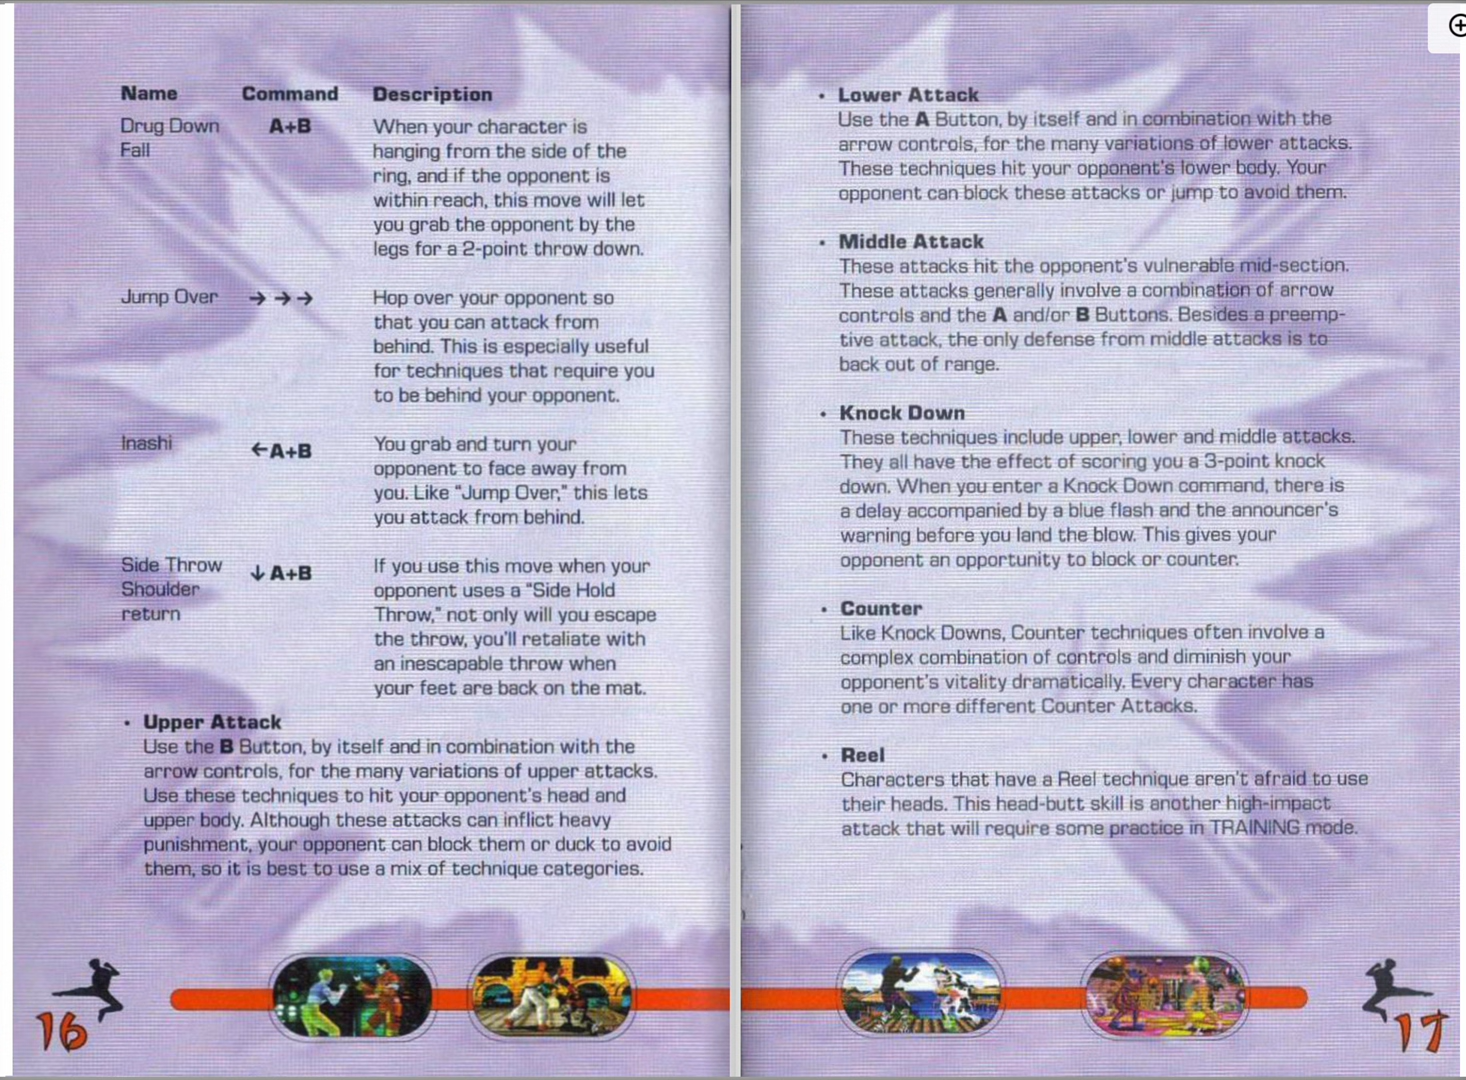 Name Command Description
Drug Down A+B When your character is
Fall hanging from the side of the
ring, and if the opponent is
within reach, this move will let
you grab the opponent by the
legs for a 2-point throw down.
Jump Over →→→ Hop over your opponent so
that you can attack from
behind. This is especially useful
for techniques that require you
to be behind your opponent.
Inashi ←A+B You grab and turn your
opponent to face away from
you. Like “Jump Over,” this lets
you attack from behind.
Side Throw ↓A+B If you use this move when your
Shoulder opponent uses a “Side Hold
return Throw,” not only will you escape
the throw, you'll retaliate with
an inescapable throw when
your feet are back on the mat.
• Upper Attack
Use the B Button, by itself and in combination with the
arrow controls, for the many variations of upper attacks.
Use these techniques to hit your opponent's head and
upper body. Although these attacks can inflict heavy
punishment, your opponent can block them or duck to avoid
them, so it is best to use a mix of technique categories.
16
• Lower Attack
Use the A Button, by itself and in combination with the
arrow controls, for the many variations of lower attacks.
These techniques hit your opponent's lower body. Your
opponent can block these attacks or jump to avoid them.
• Middle Attack
These attacks hit the opponent's vulnerable mid-section.
These attacks generally involve a combination of arrow
controls and the A and/or B Buttons. Besides a preemp-
tive attack, the only defense from middle attacks is to
back out of range.
• Knock Down
These techniques include upper, lower and middle attacks.
They all have the effect of scoring you a 3-point knock
down. When you enter a Knock Down command, there is
a delay accompanied by a blue flash and the announcer's
warning before you land the blow. This gives your
opponent an opportunity to block or counter.
• Counter
Like Knock Downs, Counter techniques often involve a
complex combination of controls and diminish your
opponent's vitality dramatically. Every character has
one or more different Counter Attacks.
• Reel
Characters that have a Reel technique aren't afraid to use
their heads. This head-butt skill is another high-impact
attack that will require some practice in TRAINING mode.
17